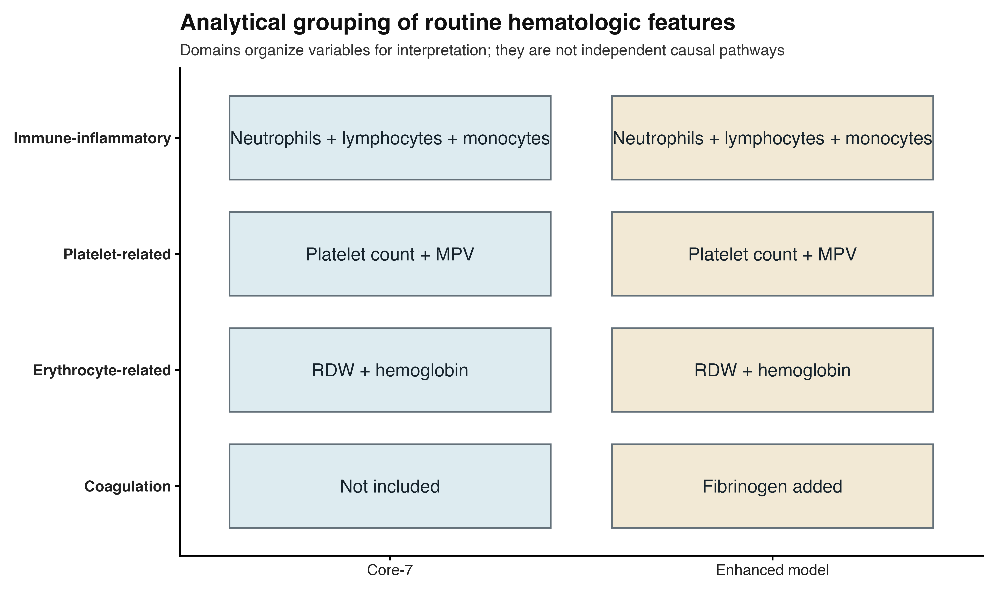 Analytical grouping of routine hematologic features
Domains organize variables for interpretation; they are not independent causal pathways
Immune-inflammatory
Neutrophils + lymphocytes + monocytes
Neutrophils + lymphocytes + monocytes
Platelet-related
Platelet count + MPV
Platelet count + MPV
Erythrocyte-related
RDW + hemoglobin
RDW + hemoglobin
Coagulation
Not included
Fibrinogen added
Core-7
Enhanced model